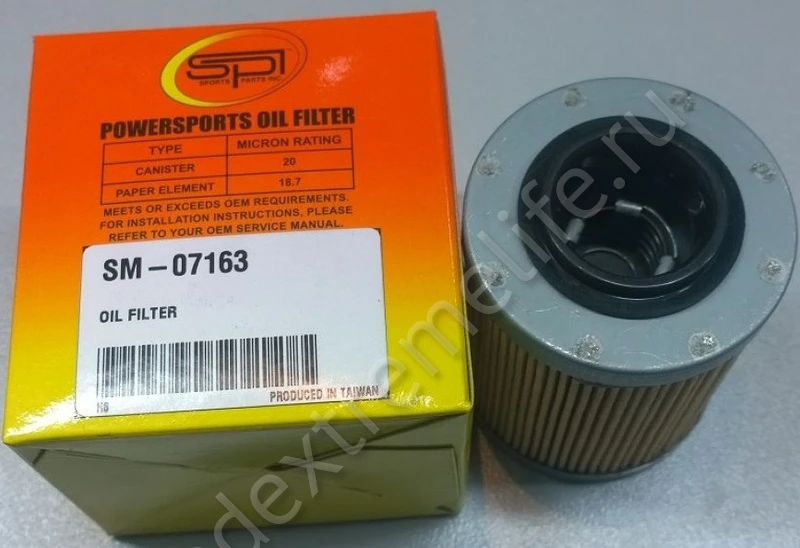 SPI
SPORTS PARTS INC.
POWERSPORTS OIL FILTER
TYPE MICRON RATING
CANISTER 20
PAPER ELEMENT 18.7
MEETS OR EXCEEDS OEM REQUIREMENTS.
FOR INSTALLATION INSTRUCTIONS, PLEASE
REFER TO YOUR OEM SERVICE MANUAL.
SM-07163
OIL FILTER
N6 PRODUCED IN TAIWAN
dextremelife.ru